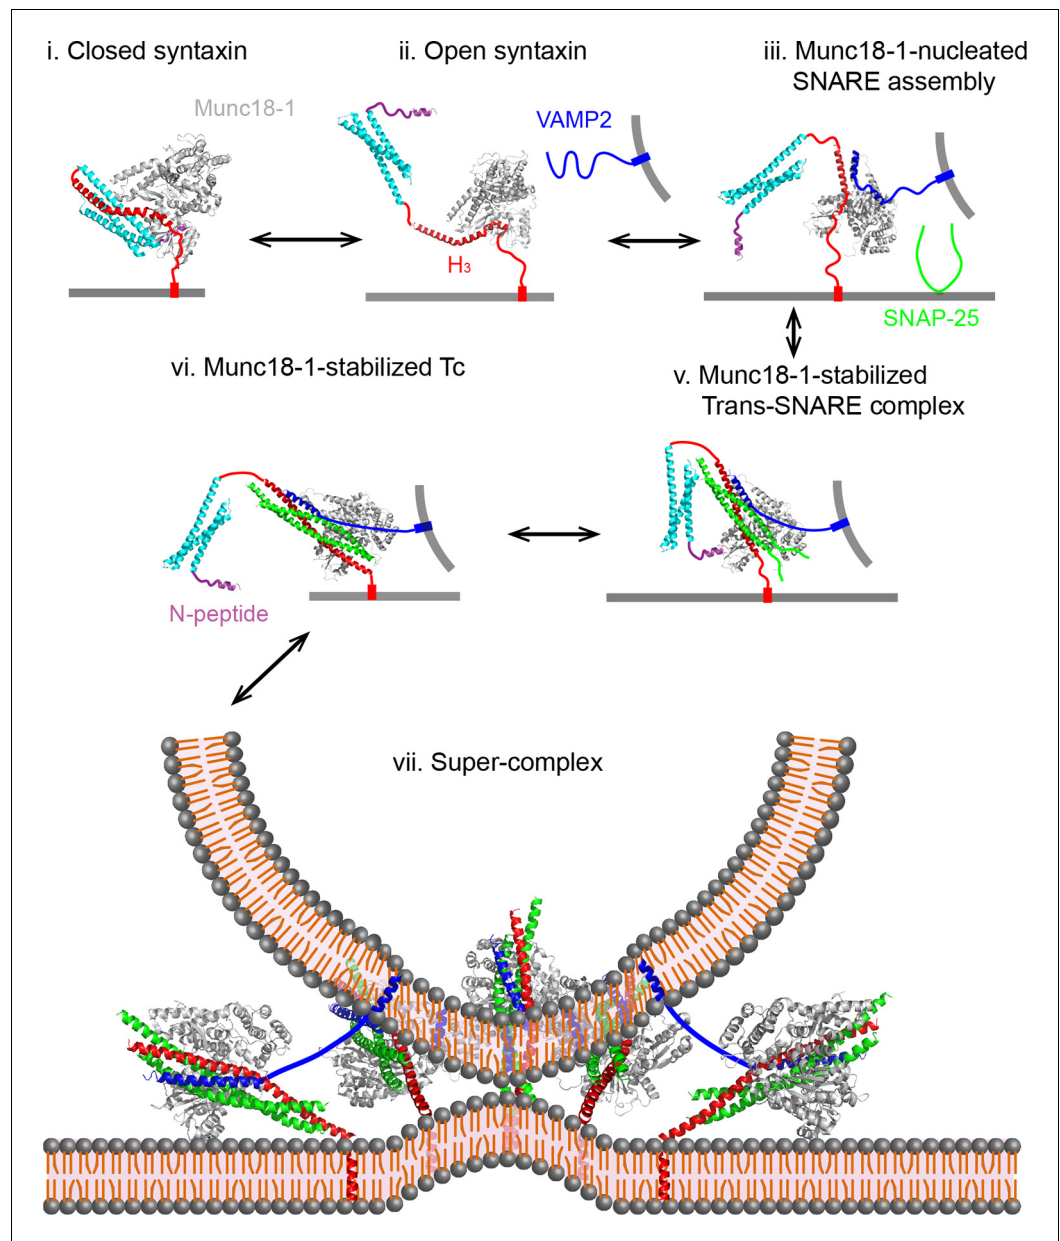 i. Closed syntaxin
ii. Open syntaxin
iii. Munc18-1-nucleated
SNARE assembly
Munc18-1
VAMP2
H₃
SNAP-25
vi. Munc18-1-stabilized Tc
v. Munc18-1-stabilized
Trans-SNARE complex
N-peptide
vii. Super-complex